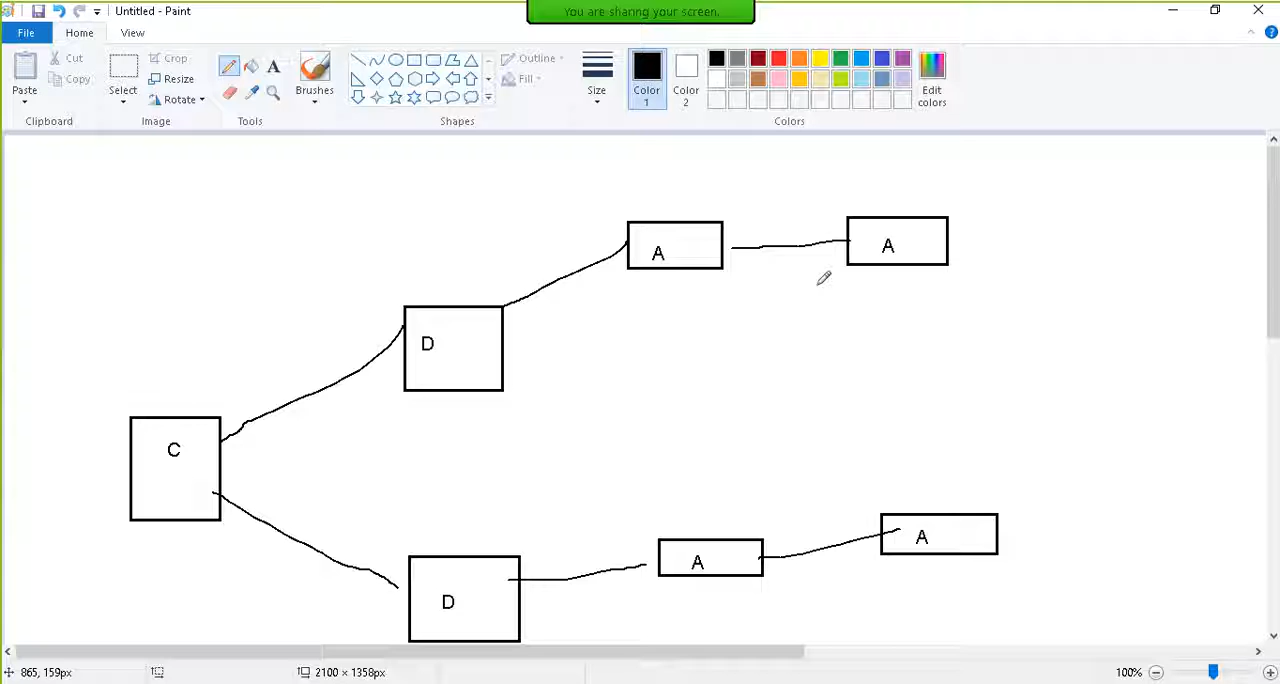 Untitled - Paint
You are sharing your screen.
File Home View
Paste
Cut
Copy
Clipboard
Select
Crop
Resize
Rotate
Image
A
Tools
Brushes
Outline
Fill
Shapes
Size
Color 1
Color 2
Edit colors
Colors
A
A
D
C
A
A
D
865, 159px
2100 × 1358px
100%